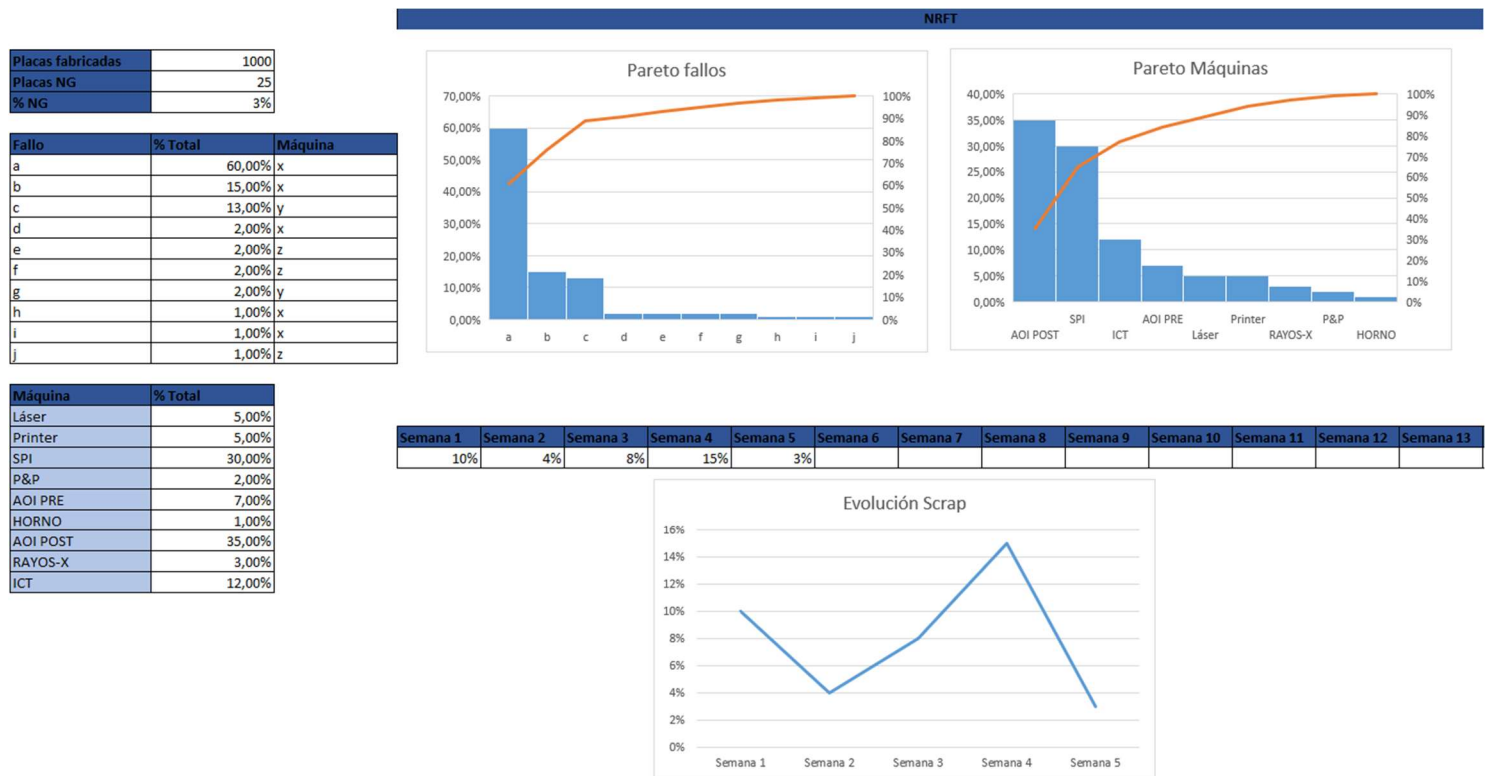 NRFT
Placas fabricadas 1000
Placas NG 25
% NG 3%
Fallo % Total Máquina
a 60,00% x
b 15,00% x
c 13,00% y
d 2,00% x
e 2,00% z
f 2,00% z
g 2,00% y
h 1,00% x
i 1,00% x
j 1,00% z
Máquina % Total
Láser 5,00%
Printer 5,00%
SPI 30,00%
P&P 2,00%
AOI PRE 7,00%
HORNO 1,00%
AOI POST 35,00%
RAYOS-X 3,00%
ICT 12,00%
Pareto fallos
70,00% 100%
90%
60,00%
80%
50,00%
70%
40,00%
60%
50%
30,00%
40%
20,00%
30%
20%
10,00%
10%
0,00% 0%
a b c d e f g h i j
Pareto Máquinas
40,00% 100%
35,00% 90%
80%
30,00%
70%
25,00%
60%
20,00% 50%
15,00%
40%
30%
10,00%
20%
5,00%
10%
0,00% 0%
SPI AOI PRE Printer P&P
AOI POST ICT Láser RAYOS-X HORNO
Semana 1 Semana 2 Semana 3 Semana 4 Semana 5 Semana 6 Semana 7 Semana 8 Semana 9 Semana 10 Semana 11 Semana 12 Semana 13
10% 4% 8% 15% 3%
Evolución Scrap
16%
14%
12%
10%
8%
6%
4%
2%
0%
Semana 1 Semana 2 Semana 3 Semana 4 Semana 5